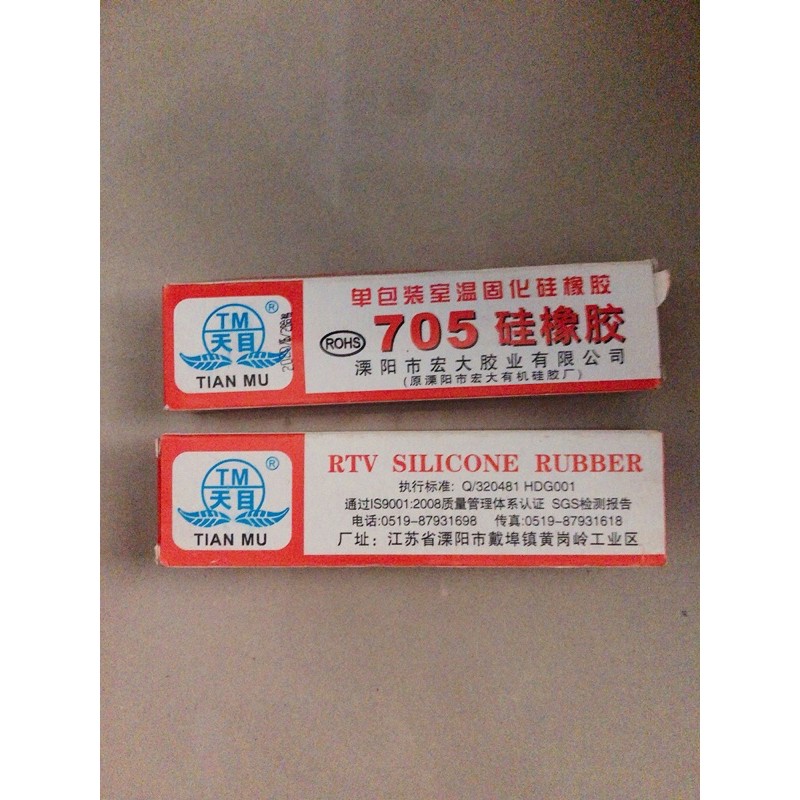 TM
®
天目
TIAN MU
单包装室温固化硅橡胶
ROHS
705 硅橡胶
溧阳市宏大胶业有限公司
(原溧阳市宏大有机硅胶厂)
TM
®
天目
TIAN MU
RTV SILICONE RUBBER
执行标准: Q/320481 HDG001
通过IS9001:2008质量管理体系认证 SGS检测报告
电话:0519-87931698 传真:0519-87931618
厂址: 江苏省溧阳市戴埠镇黄岗岭工业区